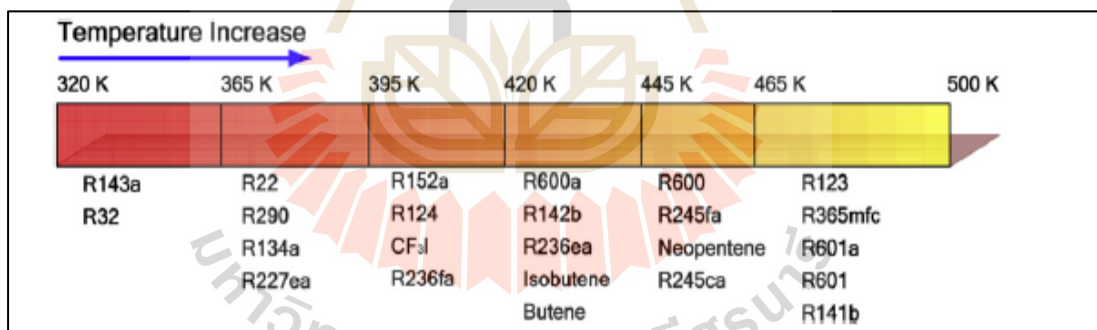 Temperature Increase
320 K 365 K 395 K 420 K 445 K 465 K 500 K
R143a R22 R152a R600a R600 R123
R32 R290 R124 R142b R245fa R365mfc
R134a CF₃I R236ea Neopentene R601a
R227ea R236fa Isobutene R245ca R601
Butene R141b